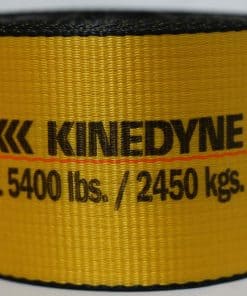 KINEDYNE
. 5400 lbs. / 2450 kgs.